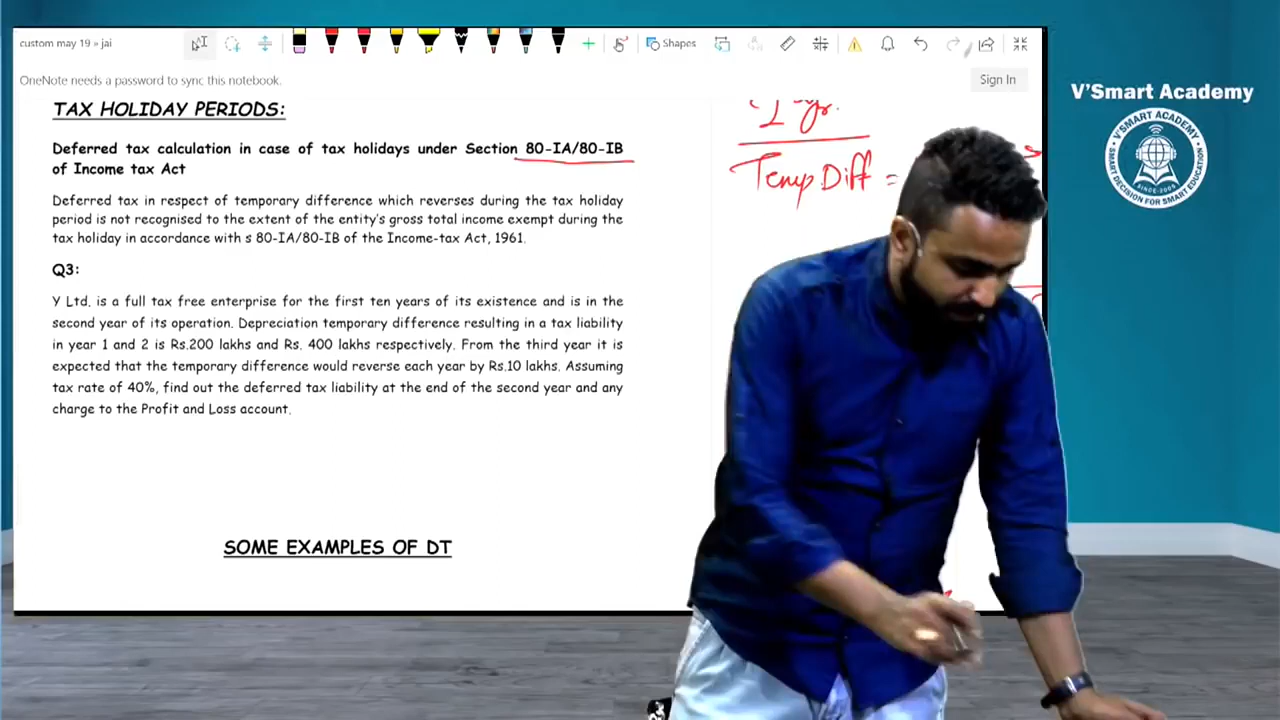 custom may 19 » jai
Shapes
OneNote needs a password to sync this notebook.
Sign In
V'Smart Academy
V'SMART ACADEMY
SINCE-2005
SMART DECISION FOR SMART EDUCATION
TAX HOLIDAY PERIODS:
Deferred tax calculation in case of tax holidays under Section 80-IA/80-IB
of Income tax Act
Deferred tax in respect of temporary difference which reverses during the tax holiday
period is not recognised to the extent of the entity's gross total income exempt during the
tax holiday in accordance with s 80-IA/80-IB of the Income-tax Act, 1961.
Q3:
Y Ltd. is a full tax free enterprise for the first ten years of its existence and is in the
second year of its operation. Depreciation temporary difference resulting in a tax liability
in year 1 and 2 is Rs.200 lakhs and Rs. 400 lakhs respectively. From the third year it is
expected that the temporary difference would reverse each year by Rs.10 lakhs. Assuming
tax rate of 40%, find out the deferred tax liability at the end of the second year and any
charge to the Profit and Loss account.
SOME EXAMPLES OF DT
Temp. Diff =